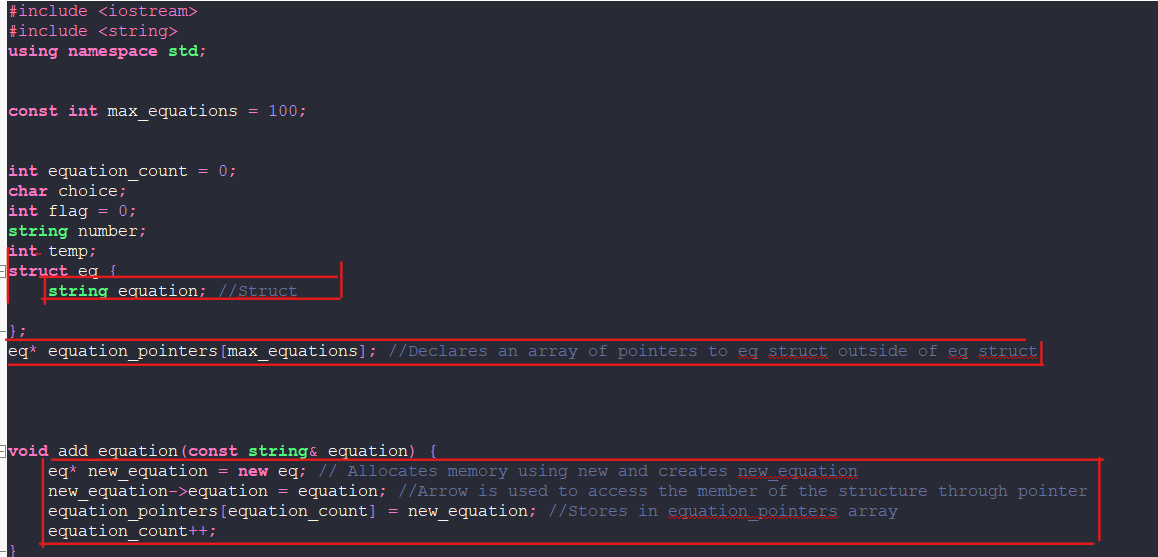 #include <iostream>
#include <string>
using namespace std;
const int max_equations = 100;
int equation_count = 0;
char choice;
int flag = 0;
string number;
int temp;
struct eq {
string equation; //Struct
};
eq* equation_pointers[max_equations]; //Declares an array of pointers to eq struct outside of eq struct
void add_equation(const string& equation) {
eq* new_equation = new eq; // Allocates memory using new and creates new_equation
new_equation->equation = equation; //Arrow is used to access the member of the structure through pointer
equation_pointers[equation_count] = new_equation; //Stores in equation_pointers array
equation_count++;
}